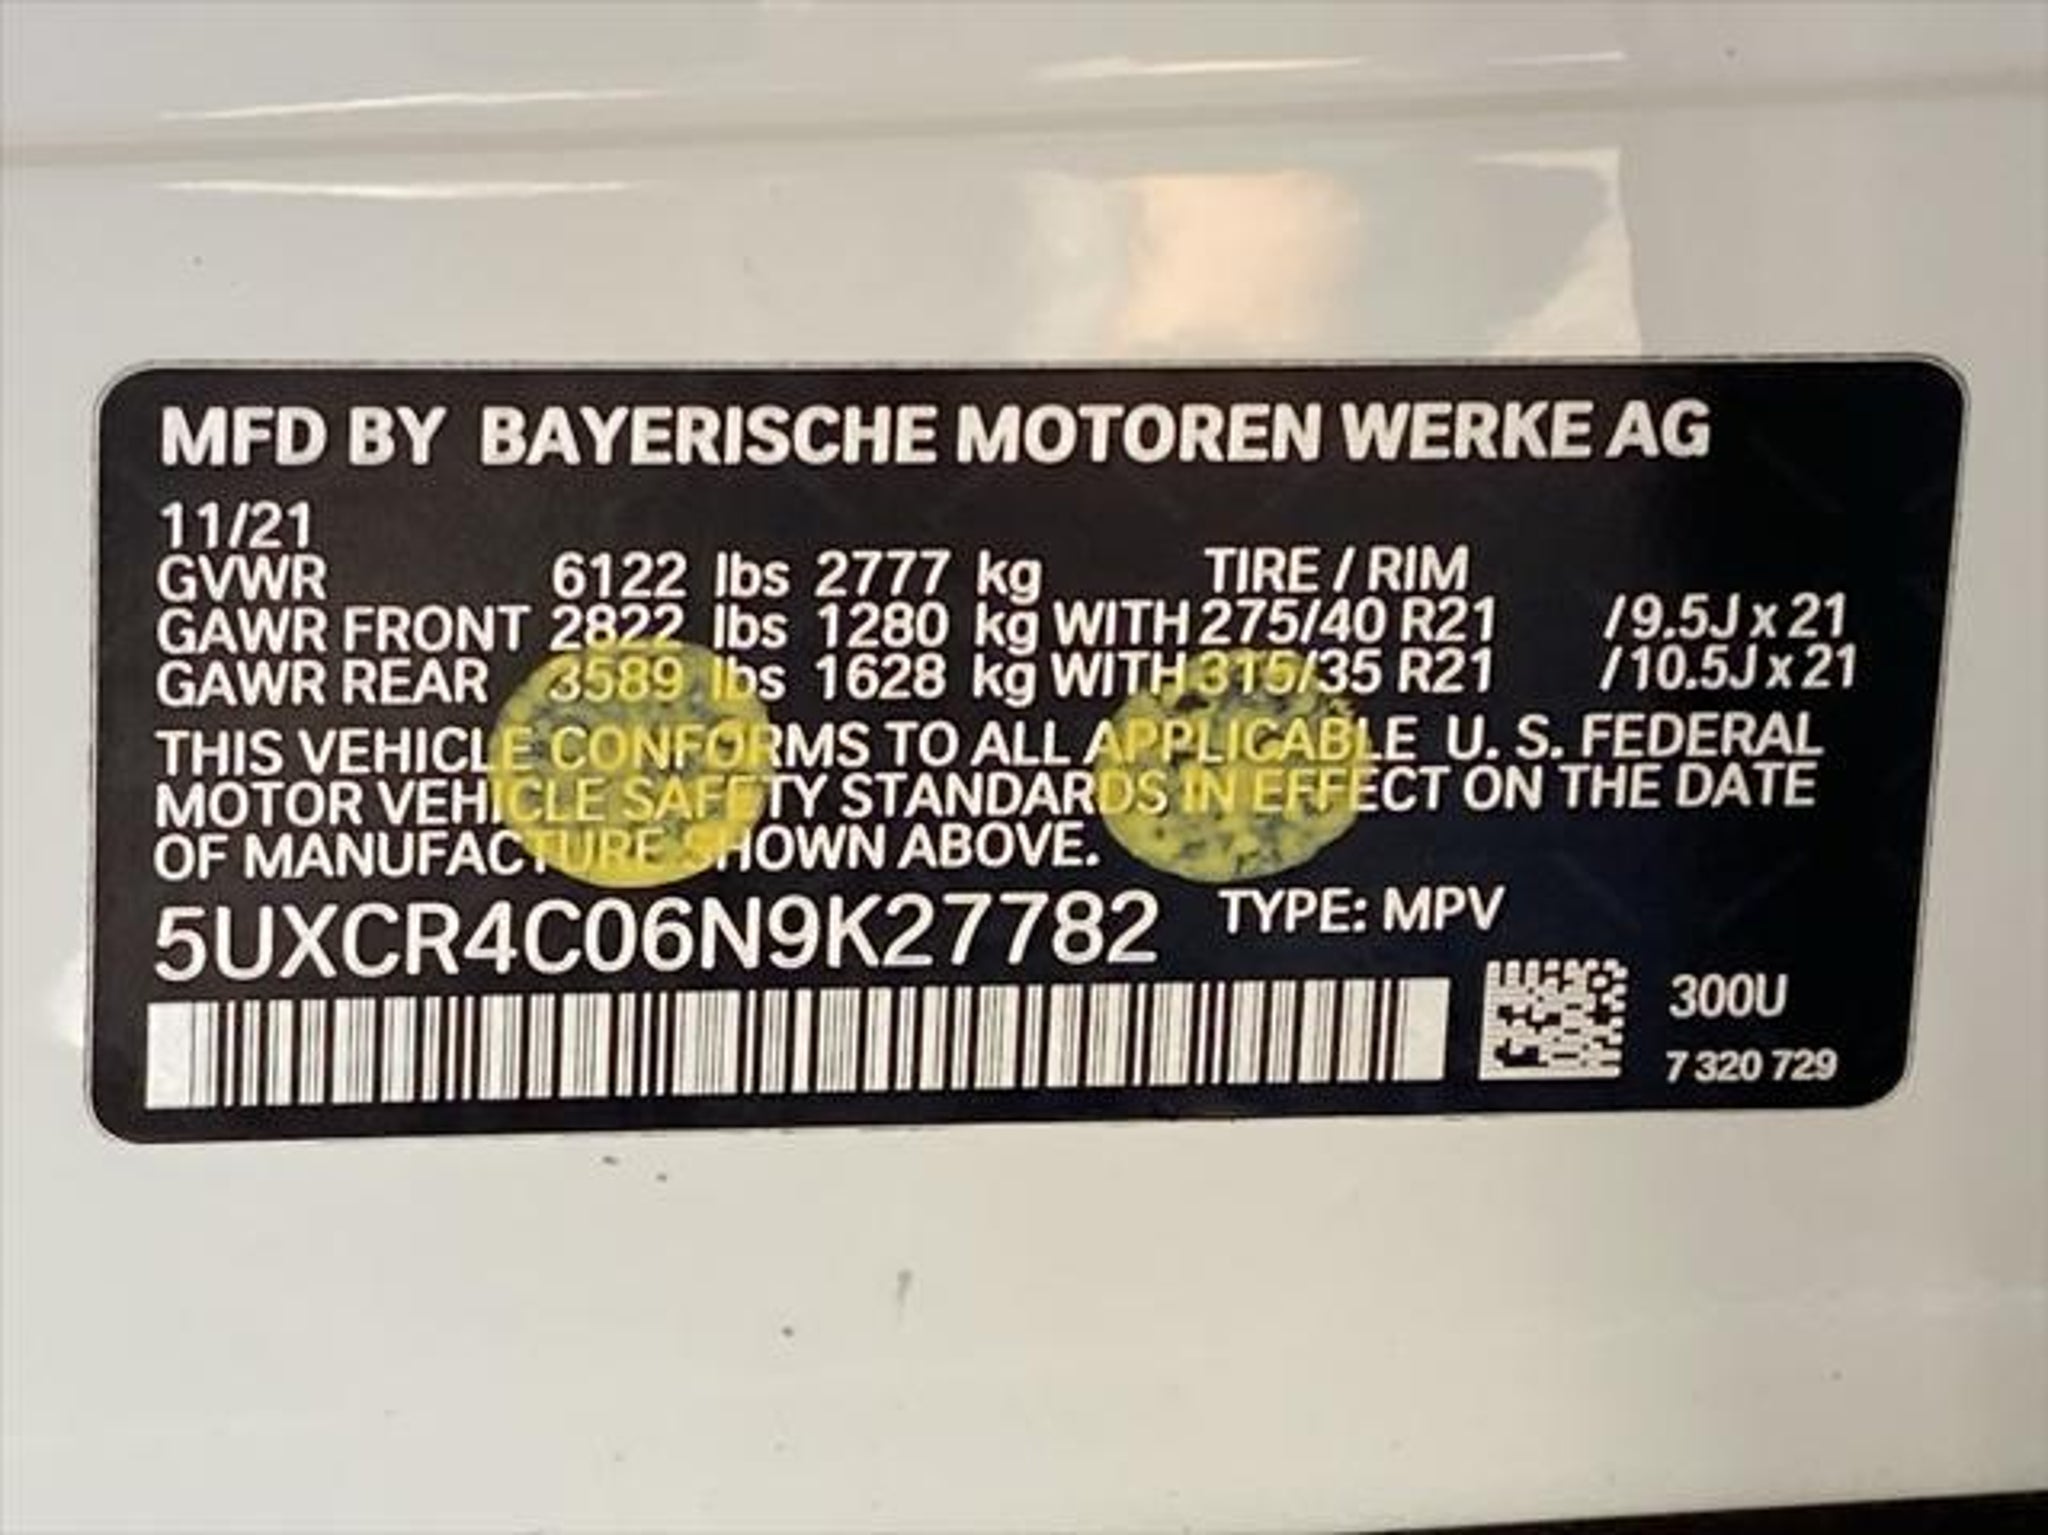 MFD BY BAYERISCHE MOTOREN WERKE AG
11/21
GVWR 6122 lbs 2777 kg TIRE / RIM
GAWR FRONT 2822 lbs 1280 kg WITH 275/40 R21 / 9.5J x 21
GAWR REAR 3589 lbs 1628 kg WITH 315/35 R21 / 10.5J x 21
THIS VEHICLE CONFORMS TO ALL APPLICABLE U. S. FEDERAL
MOTOR VEHICLE SAFETY STANDARDS IN EFFECT ON THE DATE
OF MANUFACTURE SHOWN ABOVE.
5UXCR4C06N9K27782 TYPE: MPV
300U
7 320 729